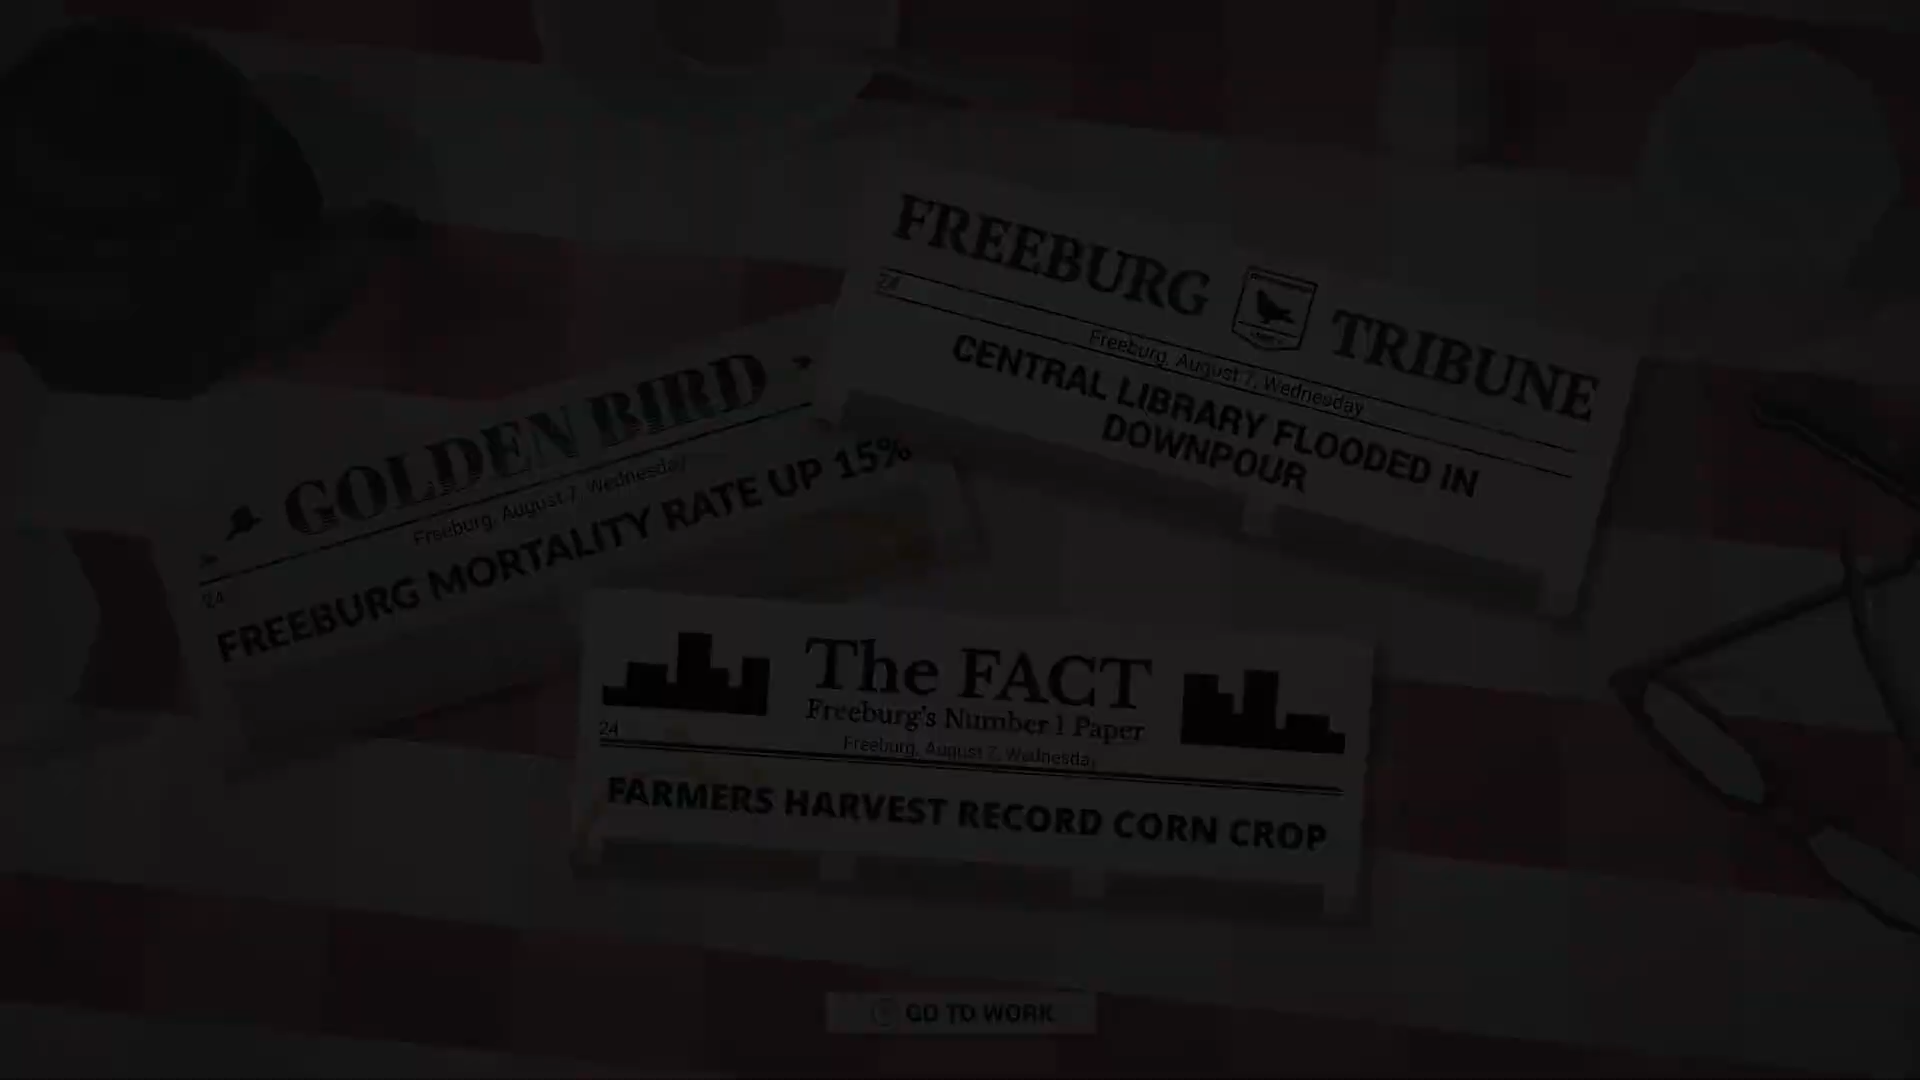 FREEBURG TRIBUNE
24
Freeburg, August 7, Wednesday
CENTRAL LIBRARY FLOODED IN
DOWNPOUR
GOLDEN BIRD
Freeburg, August 7, Wednesday
24
FREEBURG MORTALITY RATE UP 15%
The FACT
Freeburg's Number 1 Paper
24
Freeburg, August 7, Wednesday
FARMERS HARVEST RECORD CORN CROP
GO TO WORK